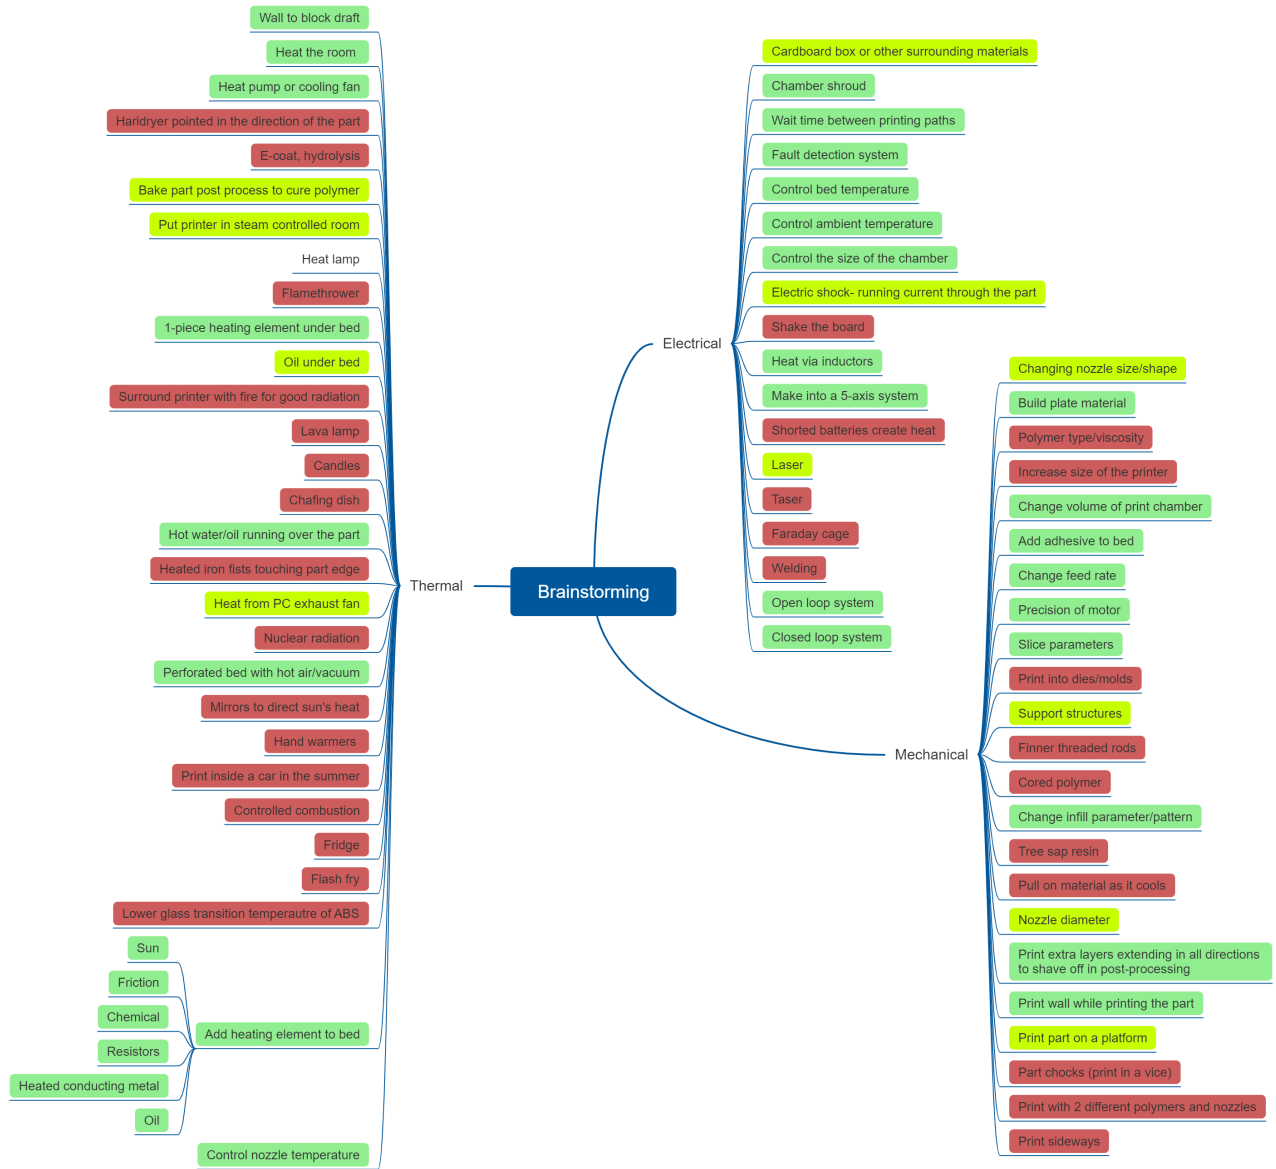 Brainstorming
Thermal
Wall to block draft
Heat the room
Heat pump or cooling fan
Haridryer pointed in the direction of the part
E-coat, hydrolysis
Bake part post process to cure polymer
Put printer in steam controlled room
Heat lamp
Flamethrower
1-piece heating element under bed
Oil under bed
Surround printer with fire for good radiation
Lava lamp
Candles
Chafing dish
Hot water/oil running over the part
Heated iron fists touching part edge
Heat from PC exhaust fan
Nuclear radiation
Perforated bed with hot air/vacuum
Mirrors to direct sun's heat
Hand warmers
Print inside a car in the summer
Controlled combustion
Fridge
Flash fry
Lower glass transition temperautre of ABS
Add heating element to bed
Sun
Friction
Chemical
Resistors
Heated conducting metal
Oil
Control nozzle temperature
Electrical
Cardboard box or other surrounding materials
Chamber shroud
Wait time between printing paths
Fault detection system
Control bed temperature
Control ambient temperature
Control the size of the chamber
Electric shock- running current through the part
Shake the board
Heat via inductors
Make into a 5-axis system
Shorted batteries create heat
Laser
Taser
Faraday cage
Welding
Open loop system
Closed loop system
Mechanical
Changing nozzle size/shape
Build plate material
Polymer type/viscosity
Increase size of the printer
Change volume of print chamber
Add adhesive to bed
Change feed rate
Precision of motor
Slice parameters
Print into dies/molds
Support structures
Finner threaded rods
Cored polymer
Change infill parameter/pattern
Tree sap resin
Pull on material as it cools
Nozzle diameter
Print extra layers extending in all directions
to shave off in post-processing
Print wall while printing the part
Print part on a platform
Part chocks (print in a vice)
Print with 2 different polymers and nozzles
Print sideways